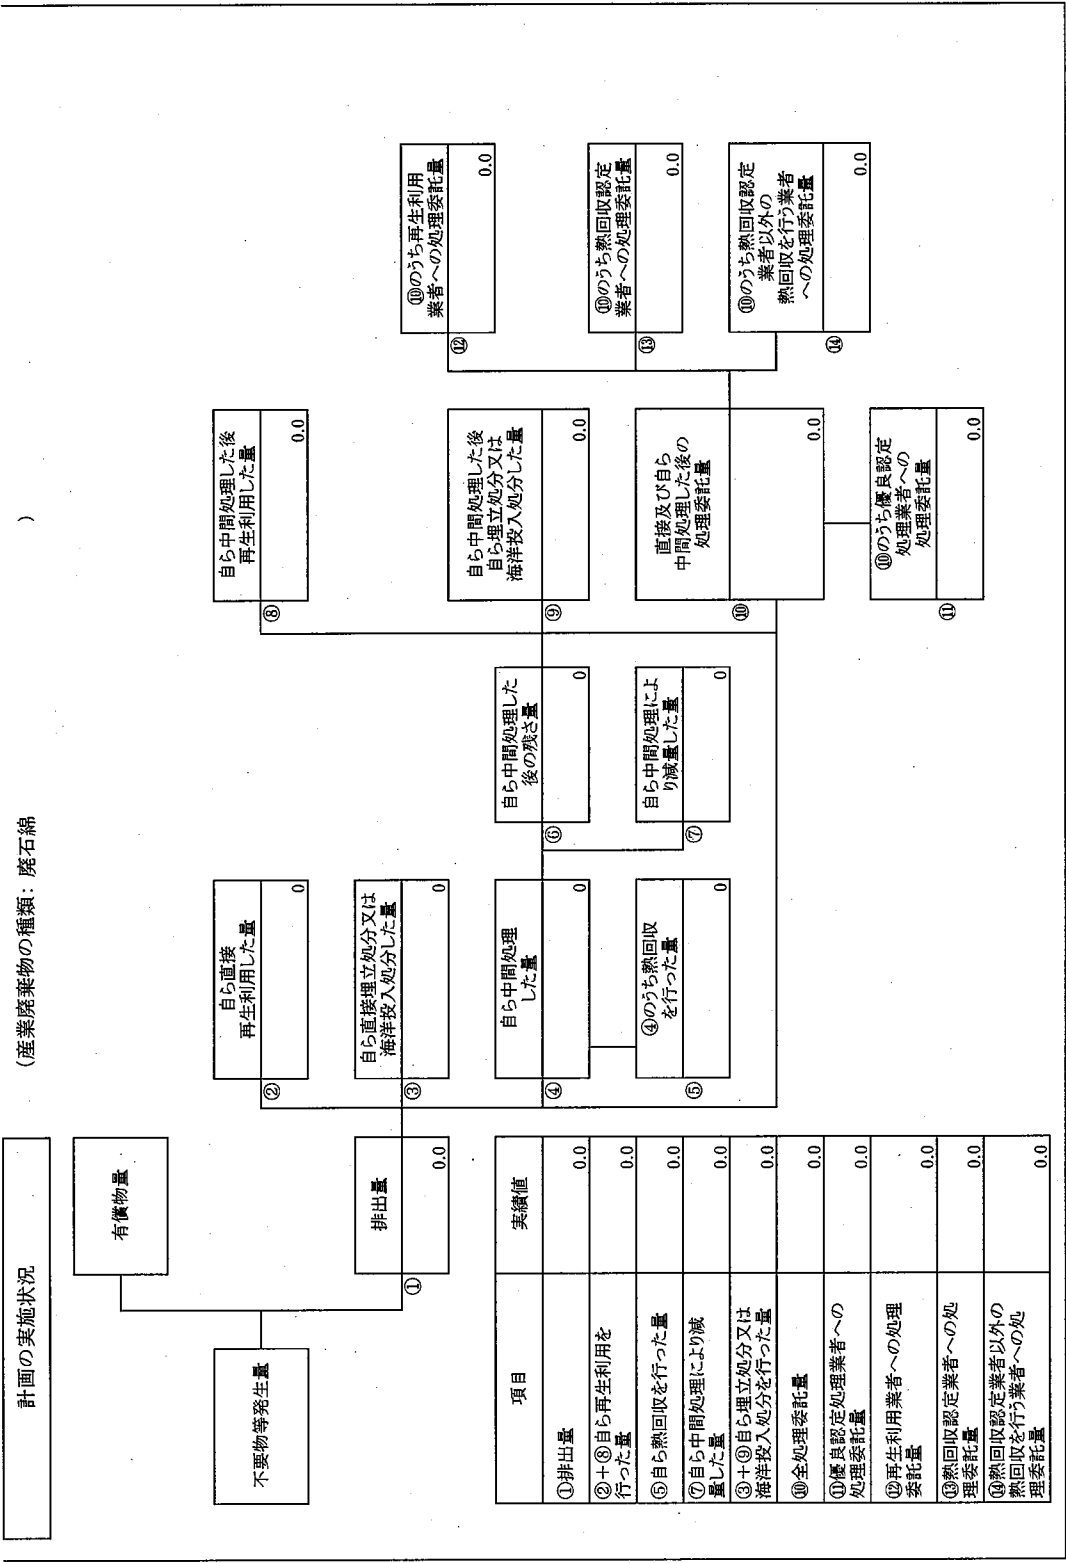 計画の実施状況
(産業廃棄物の種類：廃石綿
)
不要物等発生量
有償物量
①
排出量
0.0
②
自ら直接
再生利用した量
0
③
自ら直接埋立処分又は
海洋投入処分した量
0
④
自ら中間処理
した量
0
⑤
④のうち熱回収
を行った量
0
⑥
自ら中間処理した
後の残さ量
0
⑦
自ら中間処理によ
り減量した量
0
⑧
自ら中間処理した後
再生利用した量
0.0
⑨
自ら中間処理した後
自ら埋立処分又は
海洋投入処分した量
0.0
⑩
直接及び自ら
中間処理した後の
処理委託量
0.0
⑪
⑩のうち優良認定
処理業者への
処理委託量
0.0
⑫
⑩のうち再生利用
業者への処理委託量
0.0
⑬
⑩のうち熱回収認定
業者への処理委託量
0.0
⑭
⑩のうち熱回収認定
業者以外の
熱回収を行う業者
への処理委託量
0.0
項目
実績値
①排出量
0.0
②+⑧自ら再生利用を
行った量
0.0
⑤自ら熱回収を行った量
0.0
⑦自ら中間処理により減
量した量
0.0
③+⑨自ら埋立処分又は
海洋投入処分を行った量
0.0
⑩全処理委託量
0.0
⑪優良認定処理業者への
処理委託量
0.0
⑫再生利用業者への処理
委託量
0.0
⑬熱回収認定業者への処
理委託量
0.0
⑭熱回収認定業者以外の
熱回収を行う業者への処
理委託量
0.0